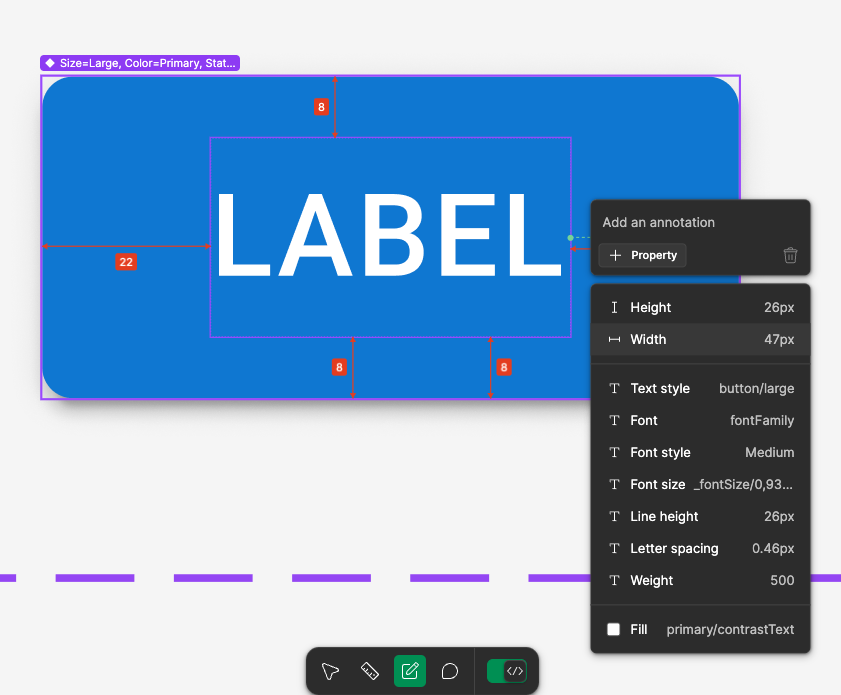 Size=Large, Color=Primary, Stat...
8
LABEL
22
8
8
Add an annotation
Property
Height 26px
Width 47px
Text style button/large
Font fontFamily
Font style Medium
Font size _fontSize/0,93...
Line height 26px
Letter spacing 0.46px
Weight 500
Fill primary/contrastText